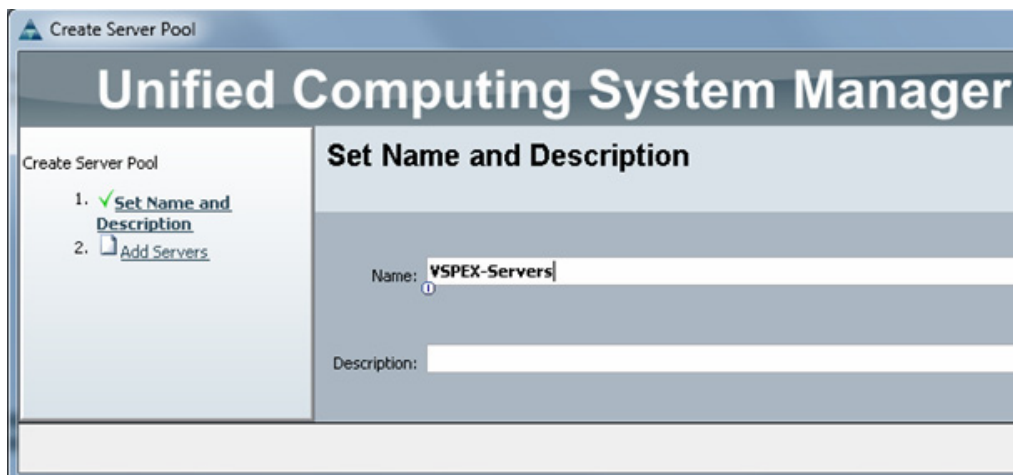 Create Server Pool
Unified Computing System Manager
Create Server Pool
1. Set Name and
Description
2. Add Servers
Set Name and Description
Name: VSPEX-Servers
Description: